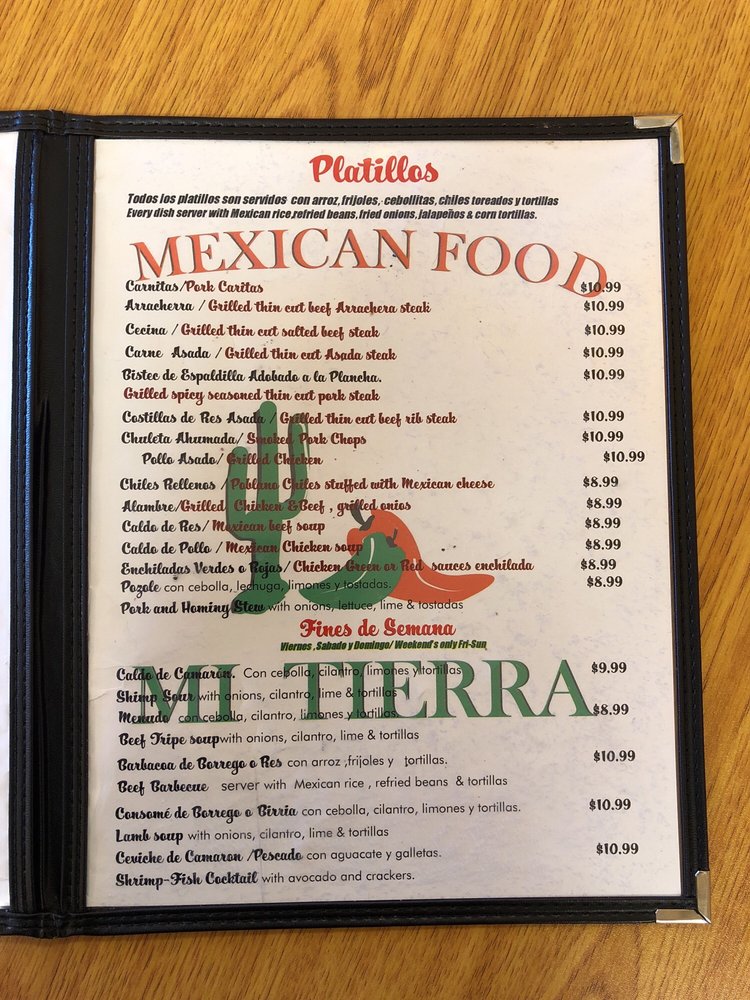 Platillos
Todos los platillos son servidos con arroz, frijoles, cebollitas, chiles toreados y tortillas
Every dish server with Mexican rice,refried beans,fried onions, jalapeños & corn tortillas.
MEXICAN FOOD
Carnitas/Pork Caritas $10.99
Arracherra / Grilled thin cut beef Arrachera steak $10.99
Cecina / Grilled thin cut salted beef steak $10.99
Carne Asada / Grilled thin cut Asada steak $10.99
Bistec de Espaldilla Adobado a la Plancha. $10.99
Grilled spicy seasoned thin cut pork steak
Costillas de Res Asada / Grilled thin cut beef rib steak $10.99
Chuleta Ahumada/ Smoked Pork Chops $10.99
Pollo Asado/ Grilled Chicken $10.99
Chiles Rellenos / Poblano Chiles stuffed with Mexican cheese $8.99
Alambre/Grilled Chicken &Beef , grilled onios $8.99
Caldo de Res/ Mexican beef soup $8.99
Caldo de Pollo / Mexican Chicken soup $8.99
Enchiladas Verdes o Rojas/ Chicken Green or Red sauces enchilada $8.99
Pozole con cebolla, lechuga, limones y tostadas. $8.99
Pork and Hominy Stew with onions, lettuce, lime & tostadas
Fines de Semana
Viernes ,Sabado y Domingo/ Weekend's only Fri-Sun
MI TIERRA
Caldo de Camarón. Con cebolla, cilantro, limones y tortillas $9.99
Shimp Sour with onions, cilantro, lime & tortillas
Menudo con cebolla, cilantro, limones y tortillas. $8.99
Beef Tripe soupwith onions, cilantro, lime & tortillas
Barbacoa de Borrego o Res con arroz ,frijoles y tortillas. $10.99
Beef Barbecue server with Mexican rice , refried beans & tortillas
Consomé de Borrego o Birria con cebolla, cilantro, limones y tortillas. $10.99
Lamb soup with onions, cilantro, lime & tortillas
Ceviche de Camaron /Pescado con aguacate y galletas. $10.99
Shrimp-Fish Cocktail with avocado and crackers.